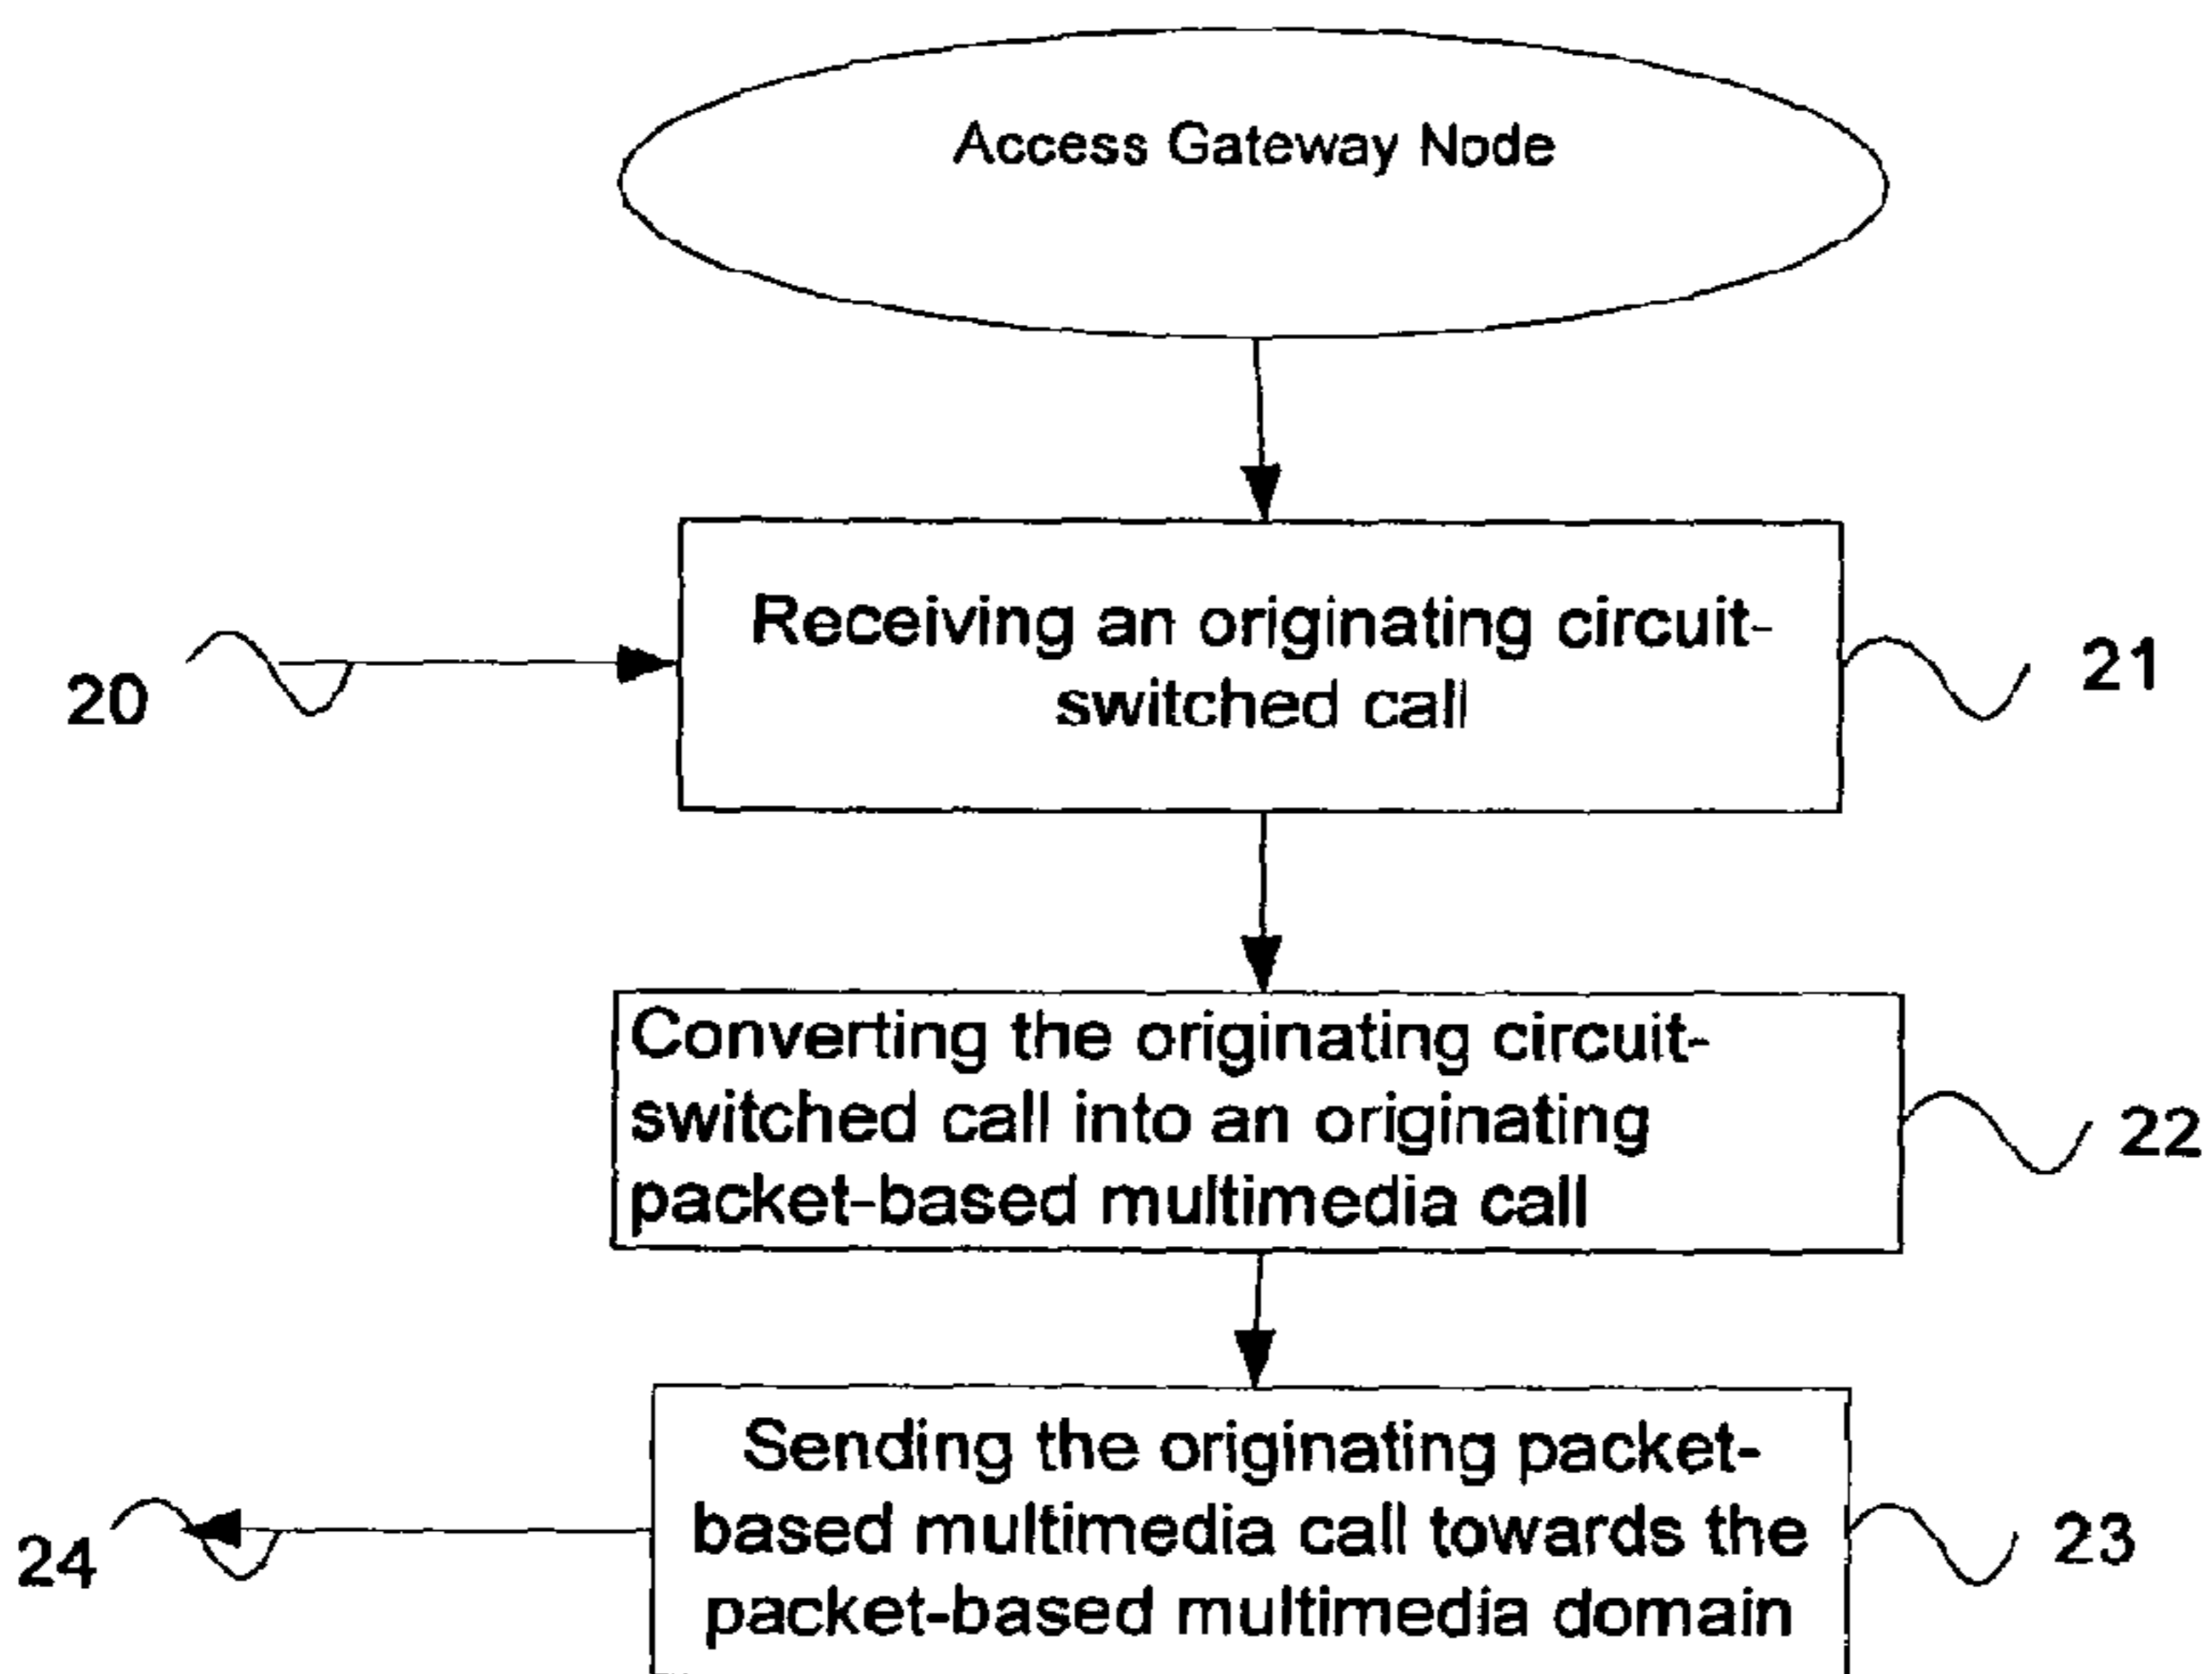 Access Gateway Node
Receiving an originating circuit-
switched call
20
21
Converting the originating circuit-
switched call into an originating
packet-based multimedia call
22
Sending the originating packet-
based multimedia call towards the
packet-based multimedia domain
24
23